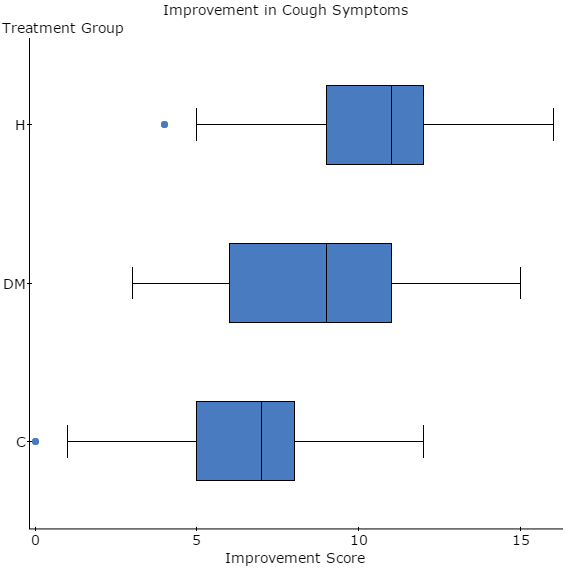 Improvement in Cough Symptoms
Treatment Group
H
DM
C
0 5 10 15
Improvement Score